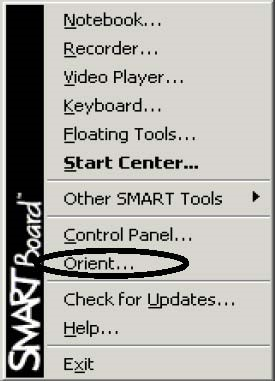 Notebook...
Recorder...
Video Player...
Keyboard...
Floating Tools...
Start Center...
Other SMART Tools
Control Panel...
Orient...
Check for Updates...
Help...
Exit
SMART Board™